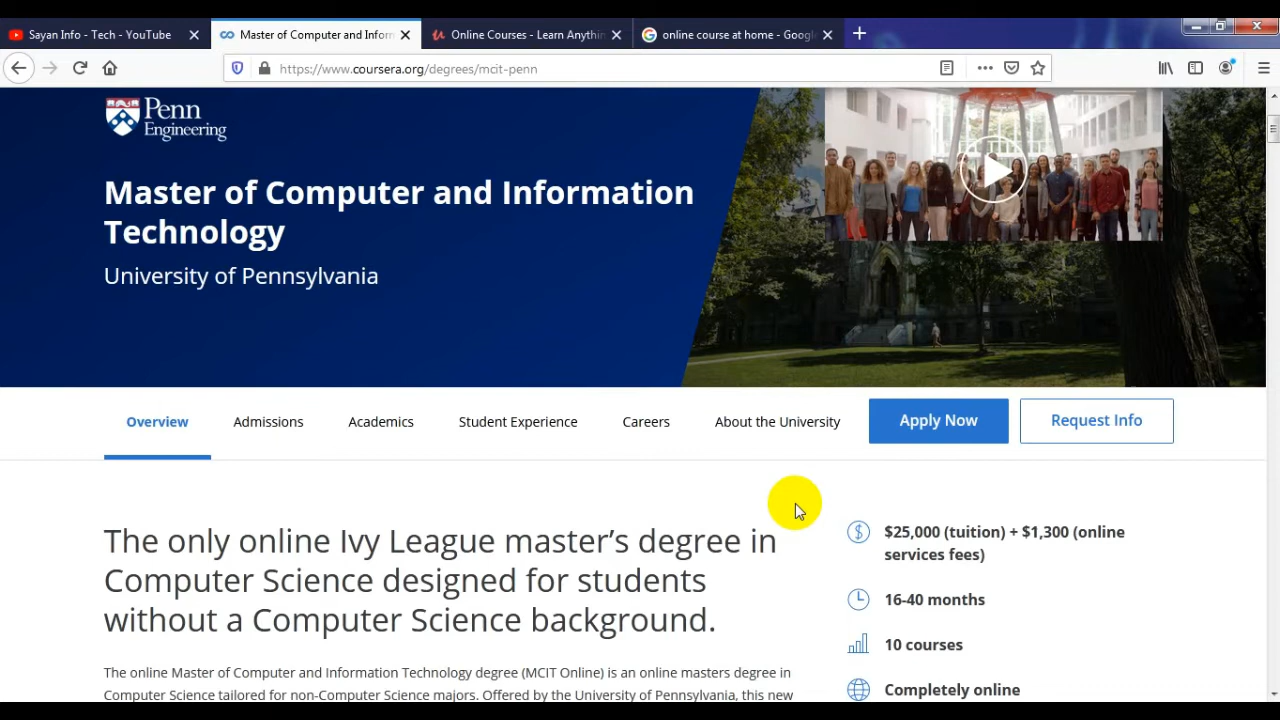 Sayan Info - Tech - YouTube
Master of Computer and Inform
Online Courses - Learn Anythin
online course at home - Google
https://www.coursera.org/degrees/mcit-penn
Penn
Engineering
Master of Computer and Information
Technology
University of Pennsylvania
Overview
Admissions
Academics
Student Experience
Careers
About the University
Apply Now
Request Info
The only online Ivy League master’s degree in
Computer Science designed for students
without a Computer Science background.
$25,000 (tuition) + $1,300 (online
services fees)
16-40 months
10 courses
Completely online
The online Master of Computer and Information Technology degree (MCIT Online) is an online masters degree in
Computer Science tailored for non-Computer Science majors. Offered by the University of Pennsylvania, this new